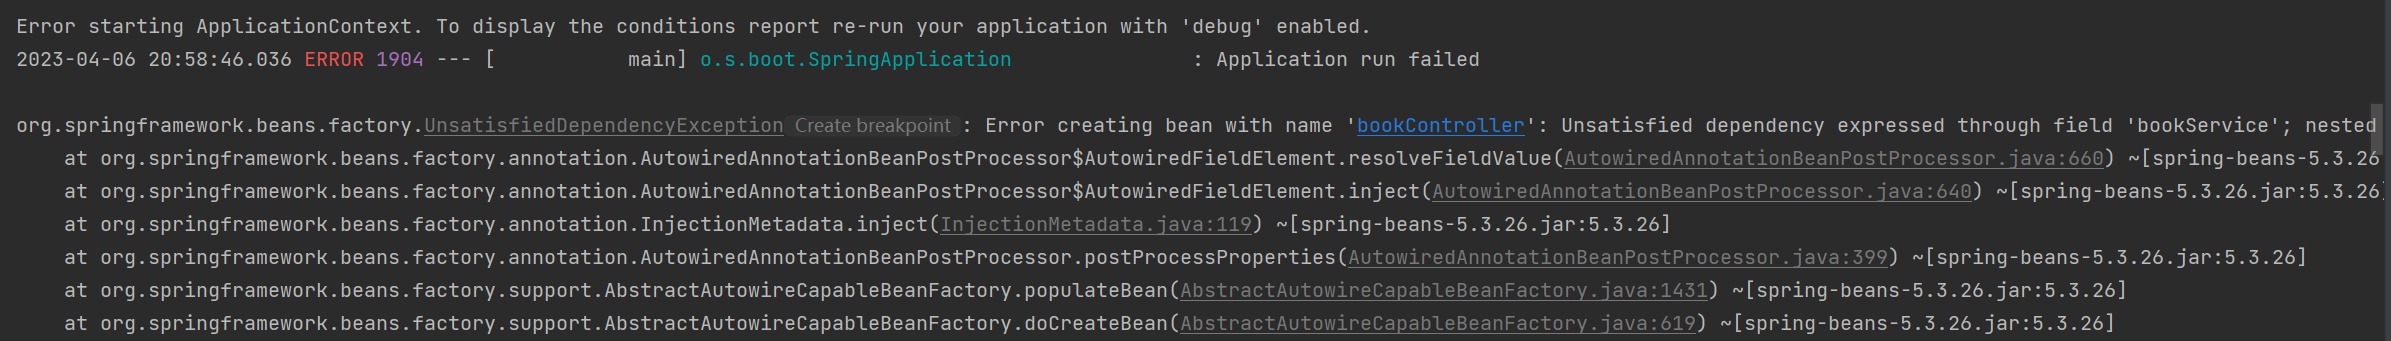 Error starting ApplicationContext. To display the conditions report re-run your application with 'debug' enabled.
2023-04-06 20:58:46.036 ERROR 1904 --- [           main] o.s.boot.SpringApplication               : Application run failed
org.springframework.beans.factory.UnsatisfiedDependencyException Create breakpoint : Error creating bean with name 'bookController': Unsatisfied dependency expressed through field 'bookService'; nested
    at org.springframework.beans.factory.annotation.AutowiredAnnotationBeanPostProcessor$AutowiredFieldElement.resolveFieldValue(AutowiredAnnotationBeanPostProcessor.java:660) ~[spring-beans-5.3.26
    at org.springframework.beans.factory.annotation.AutowiredAnnotationBeanPostProcessor$AutowiredFieldElement.inject(AutowiredAnnotationBeanPostProcessor.java:640) ~[spring-beans-5.3.26.jar:5.3.26]
    at org.springframework.beans.factory.annotation.InjectionMetadata.inject(InjectionMetadata.java:119) ~[spring-beans-5.3.26.jar:5.3.26]
    at org.springframework.beans.factory.annotation.AutowiredAnnotationBeanPostProcessor.postProcessProperties(AutowiredAnnotationBeanPostProcessor.java:399) ~[spring-beans-5.3.26.jar:5.3.26]
    at org.springframework.beans.factory.support.AbstractAutowireCapableBeanFactory.populateBean(AbstractAutowireCapableBeanFactory.java:1431) ~[spring-beans-5.3.26.jar:5.3.26]
    at org.springframework.beans.factory.support.AbstractAutowireCapableBeanFactory.doCreateBean(AbstractAutowireCapableBeanFactory.java:619) ~[spring-beans-5.3.26.jar:5.3.26]